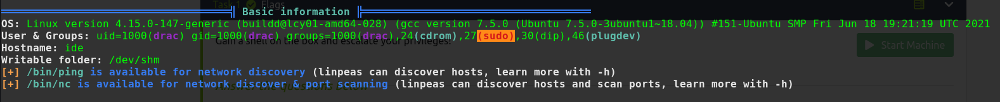 Task 1 Flags
Basic information
OS: Linux version 4.15.0-147-generic (buildd@lcy01-amd64-028) (gcc version 7.5.0 (Ubuntu 7.5.0-3ubuntu1~18.04)) #151-Ubuntu SMP Fri Jun 18 19:21:19 UTC 2021
User & Groups: uid=1000(drac) gid=1000(drac) groups=1000(drac),24(cdrom),27(sudo),30(dip),46(plugdev)
Gain a shell on the box and escalate your privileges!
Start Machine
Hostname: ide
Writable folder: /dev/shm
[+] /bin/ping is available for network discovery (linpeas can discover hosts, learn more with -h)
[+] /bin/nc is available for network discover & port scanning (linpeas can discover hosts and scan ports, learn more with -h)
Answer the questions below